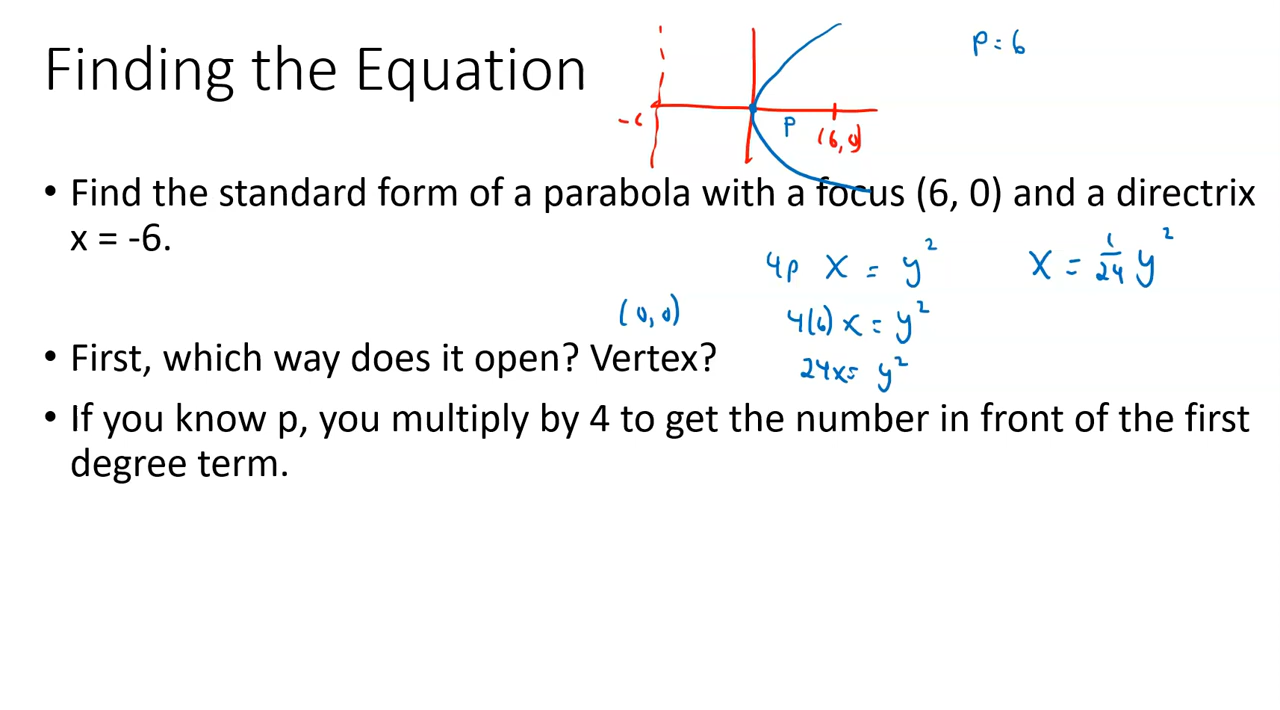 Finding the Equation
p = 6
-6
p
(6, 0)
• Find the standard form of a parabola with a focus (6, 0) and a directrix
x = -6.
4p x = y²
x = 1/24 y²
(0, 0)
4(6) x = y²
• First, which way does it open? Vertex?
24x = y²
• If you know p, you multiply by 4 to get the number in front of the first
degree term.